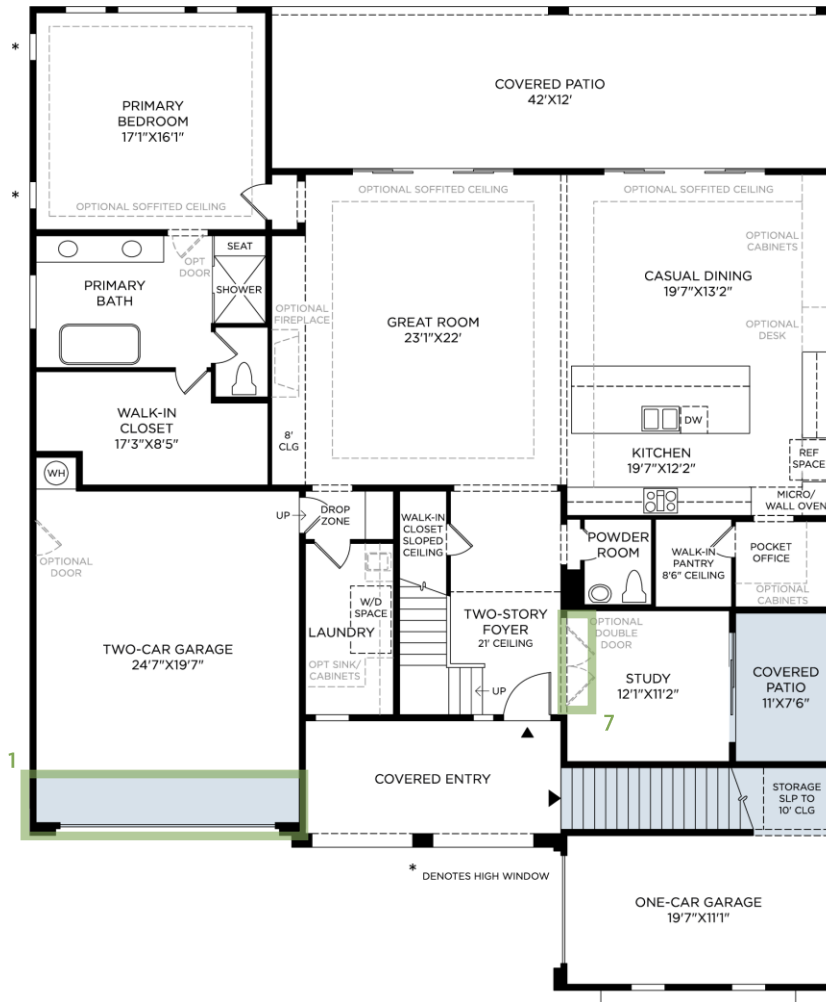 *
PRIMARY
BEDROOM
17'1"X16'1"
*
OPTIONAL SOFFITED CEILING
COVERED PATIO
42'X12'
OPTIONAL SOFFITED CEILING
OPTIONAL SOFFITED CEILING
OPTIONAL
CABINETS
OPT
DOOR
SEAT
SHOWER
PRIMARY
BATH
OPTIONAL
FIREPLACE
GREAT ROOM
23'1"X22'
CASUAL DINING
19'7"X13'2"
OPTIONAL
DESK
WALK-IN
CLOSET
17'3"X8'5"
8'
CLG
DW
KITCHEN
19'7"X12'2"
REF
SPACE
MICRO/
WALL OVEN
WH
UP
DROP
ZONE
WALK-IN
CLOSET
SLOPED
CEILING
POWDER
ROOM
WALK-IN
PANTRY
8'6" CEILING
POCKET
OFFICE
OPTIONAL
CABINETS
OPTIONAL
DOOR
TWO-CAR GARAGE
24'7"X19'7"
W/D
SPACE
LAUNDRY
OPT SINK/
CABINETS
TWO-STORY
FOYER
21' CEILING
UP
OPTIONAL
DOUBLE
DOOR
STUDY
12'1"X11'2"
COVERED
PATIO
11'X7'6"
7
1
COVERED ENTRY
STORAGE
SLP TO
10' CLG
* DENOTES HIGH WINDOW
ONE-CAR GARAGE
19'7"X11'1"